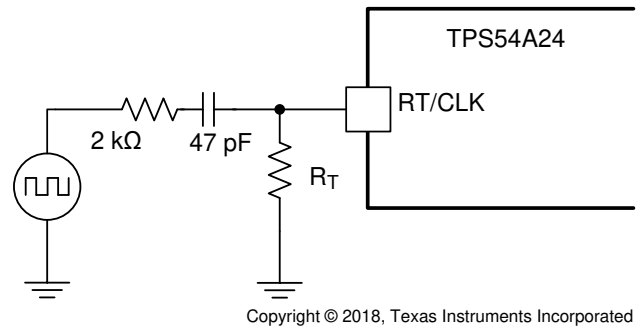 TPS54A24
RT/CLK
2 kΩ
47 pF
RT
Copyright © 2018, Texas Instruments Incorporated